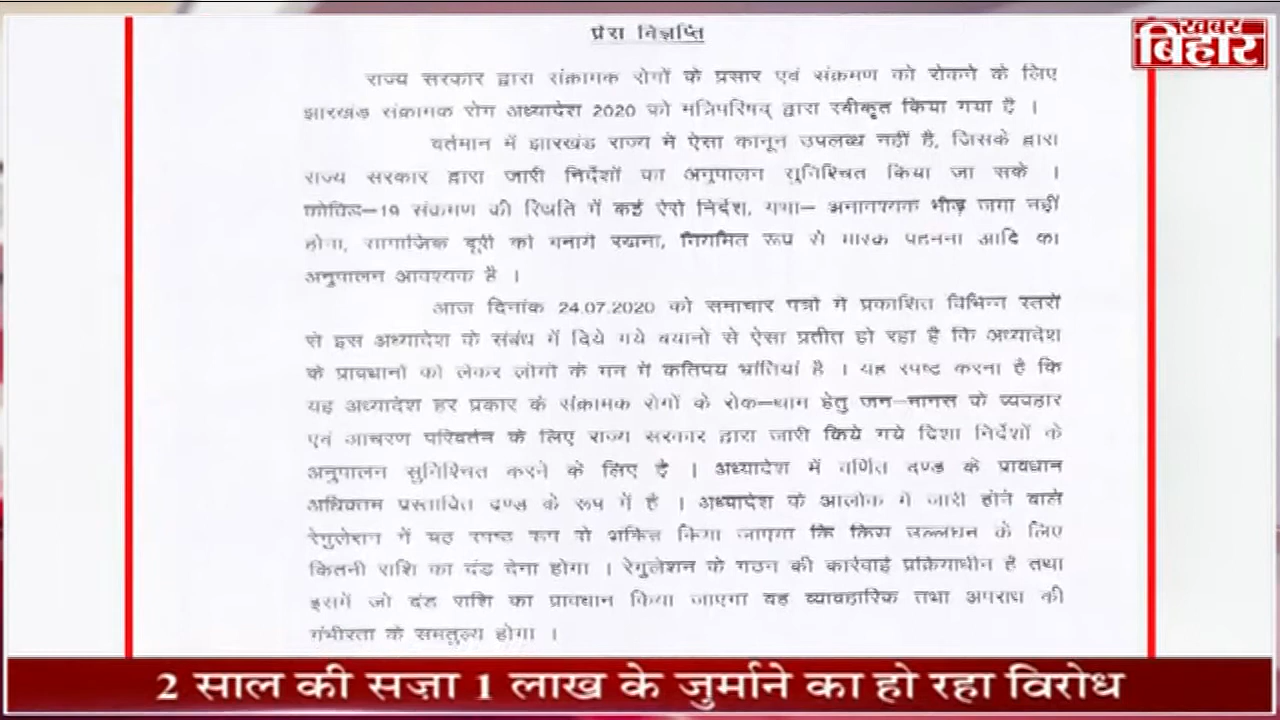 प्रेस विज्ञप्ति
खबर
बिहार
राज्य सरकार द्वारा संक्रामक रोगों के प्रसार एवं संक्रमण को रोकने के लिए
झारखंड संक्रामक रोग अध्यादेश 2020 को मंत्रिपरिषद् द्वारा स्वीकृत किया गया है ।
वर्तमान में झारखंड राज्य में ऐसा कानून उपलब्ध नहीं है, जिसके द्वारा
राज्य सरकार द्वारा जारी निर्देशों का अनुपालन सुनिश्चित किया जा सके ।
कोविड–19 संक्रमण की स्थिति में कई ऐसे निर्देश, यथा– अनावश्यक भीड़ जमा नहीं
होना, सामाजिक दूरी को बनाये रखना, नियमित रूप से मास्क पहनना आदि का
अनुपालन आवश्यक है ।
आज दिनांक 24.07.2020 को समाचार पत्रों में प्रकाशित विभिन्न स्तरों
से इस अध्यादेश के संबंध में दिये गये बयानों से ऐसा प्रतीत हो रहा है कि अध्यादेश
के प्रावधानों को लेकर लोगों के मन में कतिपय भ्रांतियां है । यह स्पष्ट करना है कि
यह अध्यादेश हर प्रकार के संक्रामक रोगों के रोक–थाम हेतु जन–मानस के व्यवहार
एवं आचरण परिवर्तन के लिए राज्य सरकार द्वारा जारी किये गये दिशा निर्देशों के
अनुपालन सुनिश्चित करने के लिए है । अध्यादेश में वर्णित दण्ड के प्रावधान
अधिकतम प्रस्तावित दण्ड के रूप में है । अध्यादेश के आलोक में जारी होने वाले
रेगुलेशन में यह स्पष्ट रूप से अंकित किया जाएगा कि किस उल्लंघन के लिए
कितनी राशि का दंड देना होगा । रेगुलेशन के गठन की कार्रवाई प्रक्रियाधीन है तथा
इसमें जो दंड राशि का प्रावधान किया जाएगा वह व्यावहारिक तथा अपराध की
गंभीरता के समतुल्य होगा ।
2 साल की सज़ा 1 लाख के जुर्माने का हो रहा विरोध